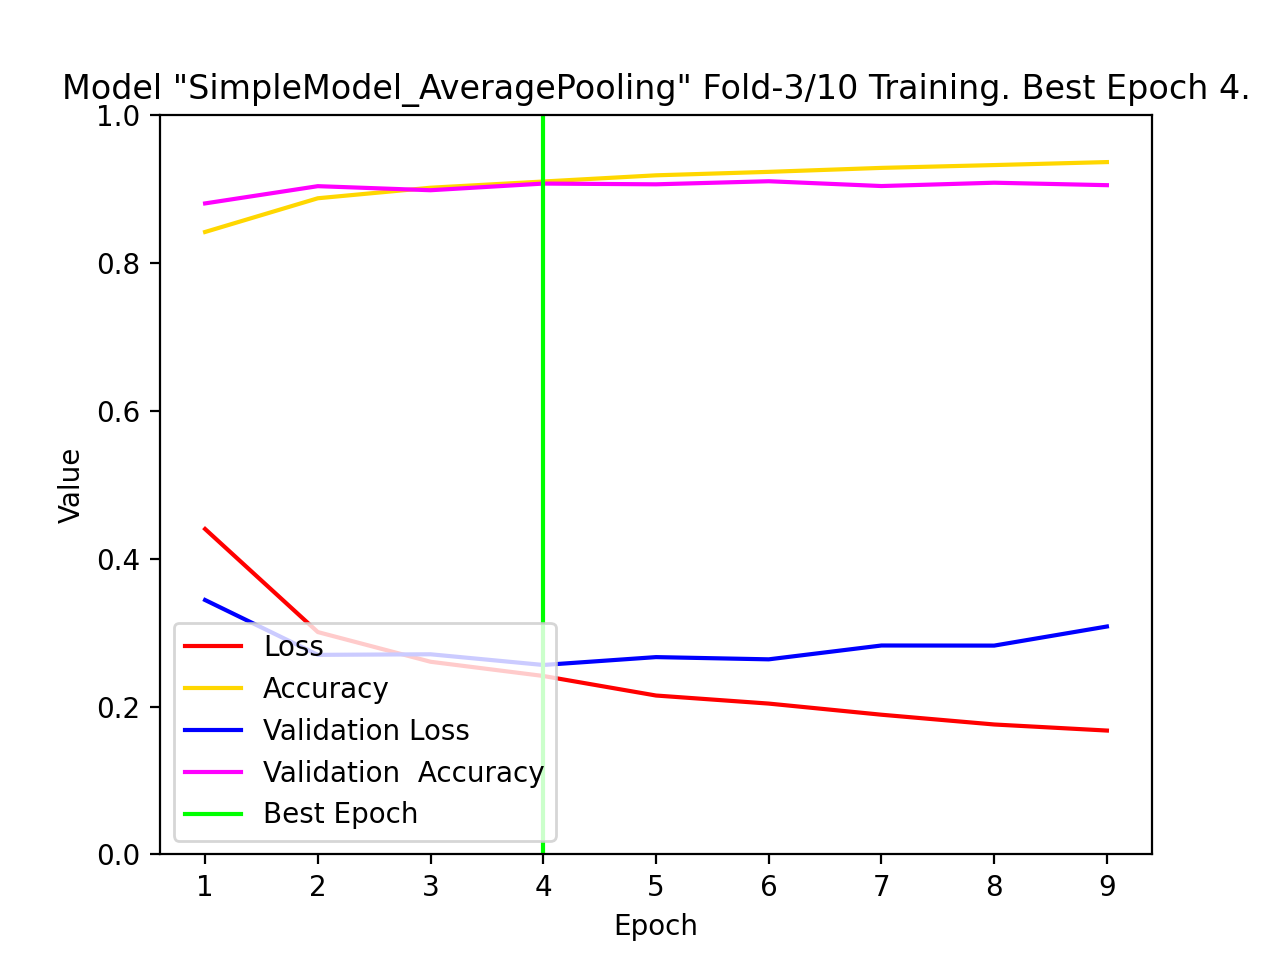 Model "SimpleModel_AveragePooling" Fold-3/10 Training. Best Epoch 4.
1.0
0.8
0.6
0.4
0.2
0.0
Value
Loss
Accuracy
Validation Loss
Validation  Accuracy
Best Epoch
1 2 3 4 5 6 7 8 9
Epoch